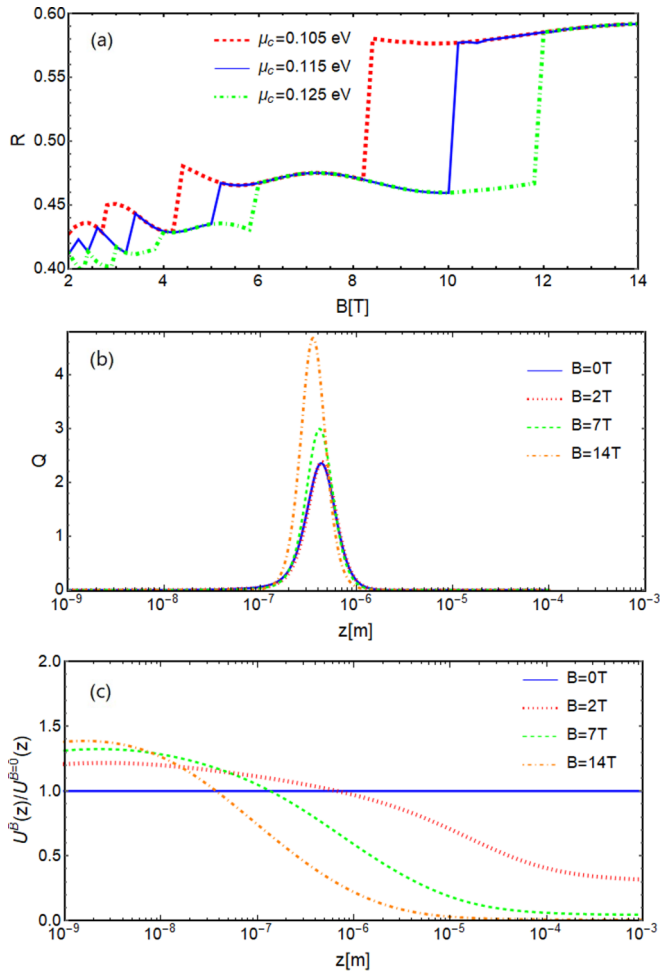 (a)
μc=0.105 eV
μc=0.115 eV
μc=0.125 eV
0.60
0.55
0.50
0.45
0.40
R
2 4 6 8 10 12 14
B[T]
(b)
B=0T
B=2T
B=7T
B=14T
4
3
2
1
0
Q
10⁻⁹ 10⁻⁸ 10⁻⁷ 10⁻⁶ 10⁻⁵ 10⁻⁴ 10⁻³
z[m]
(c)
B=0T
B=2T
B=7T
B=14T
2.0
1.5
1.0
0.5
0.0
U^B(z)/U^B=0(z)
10⁻⁹ 10⁻⁸ 10⁻⁷ 10⁻⁶ 10⁻⁵ 10⁻⁴ 10⁻³
z[m]